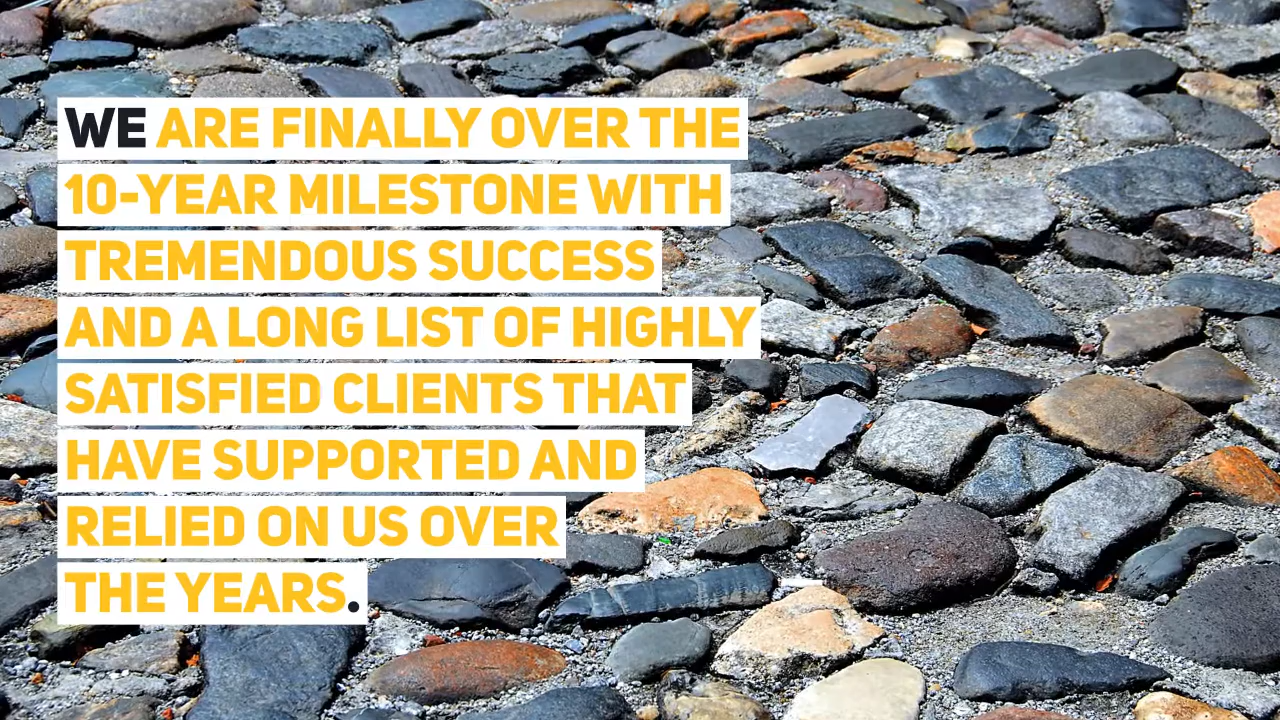 WE ARE FINALLY OVER THE
10-YEAR MILESTONE WITH
TREMENDOUS SUCCESS
AND A LONG LIST OF HIGHLY
SATISFIED CLIENTS THAT
HAVE SUPPORTED AND
RELIED ON US OVER
THE YEARS.